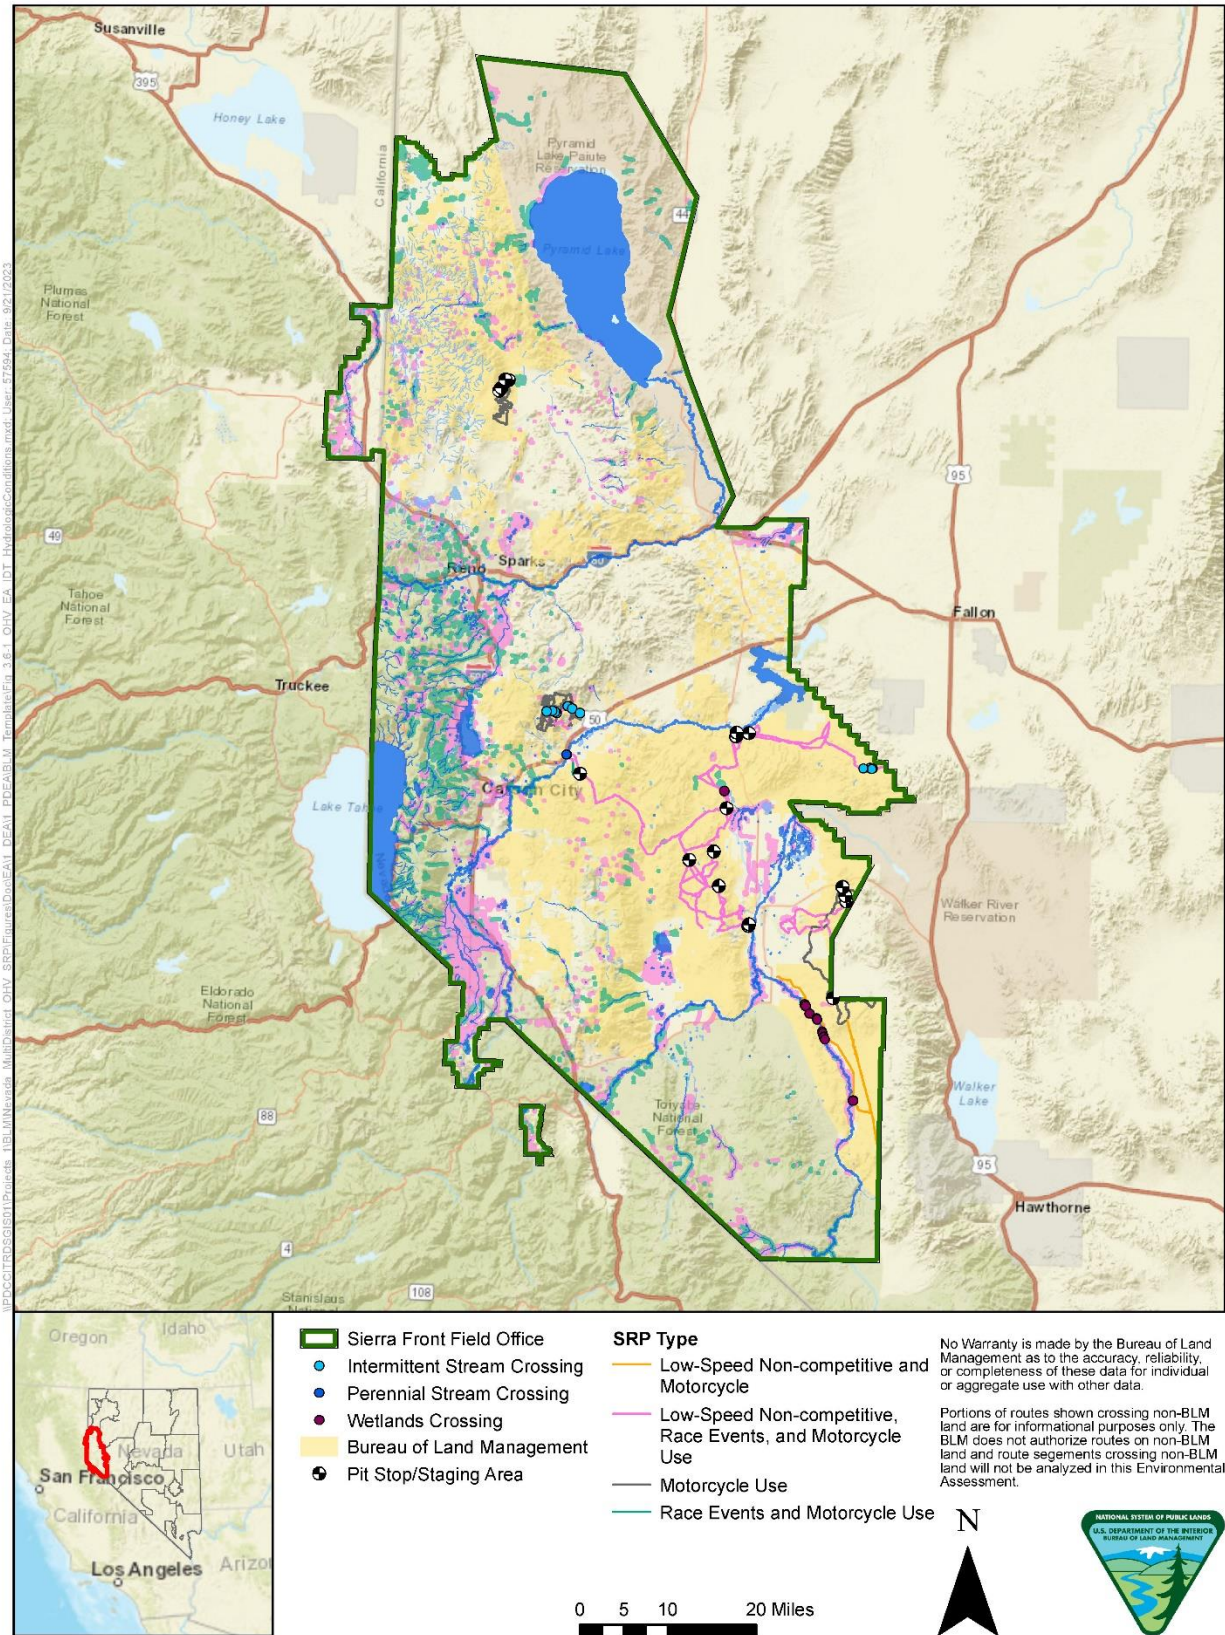 Susanville
395
Honey Lake
California
Pyramid
Lake Paiute
Reservation
44
Pyramid Lake
Plumas
National
Forest
95
49
Reno
Sparks
80
Tahoe
National
Forest
Fallon
Truckee
50
Carson City
Lake Tahoe
Walker River
Reservation
Eldorado
National
Forest
Walker
Lake
88
Toiyabe
National
Forest
95
Hawthorne
4
108
Stanislaus
Oregon
Idaho
Nevada
Utah
San Francisco
California
Los Angeles
Sierra Front Field Office
Intermittent Stream Crossing
Perennial Stream Crossing
Wetlands Crossing
Bureau of Land Management
Pit Stop/Staging Area
SRP Type
Low-Speed Non-competitive and
Motorcycle
Low-Speed Non-competitive,
Race Events, and Motorcycle
Use
Motorcycle Use
Race Events and Motorcycle Use
No Warranty is made by the Bureau of Land
Management as to the accuracy, reliability,
or completeness of these data for individual
or aggregate use with other data.
Portions of routes shown crossing non-BLM
land are for informational purposes only. The
BLM does not authorize routes on non-BLM
land and route segements crossing non-BLM
land will not be analyzed in this Environmental
Assessment.
N
0 5 10 20 Miles
NATIONAL SYSTEM OF PUBLIC LANDS
U.S. DEPARTMENT OF THE INTERIOR
BUREAU OF LAND MANAGEMENT